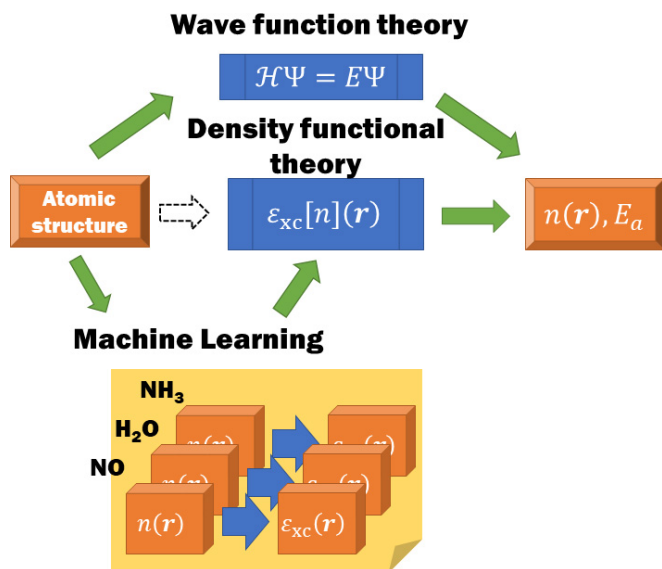 Wave function theory
ℋΨ = EΨ
Density functional
theory
Atomic
structure
ε_xc[n](𝒓)
n(𝒓), E_a
Machine Learning
NH₃
H₂O
NO
n(𝒓)
ε_xc(𝒓)